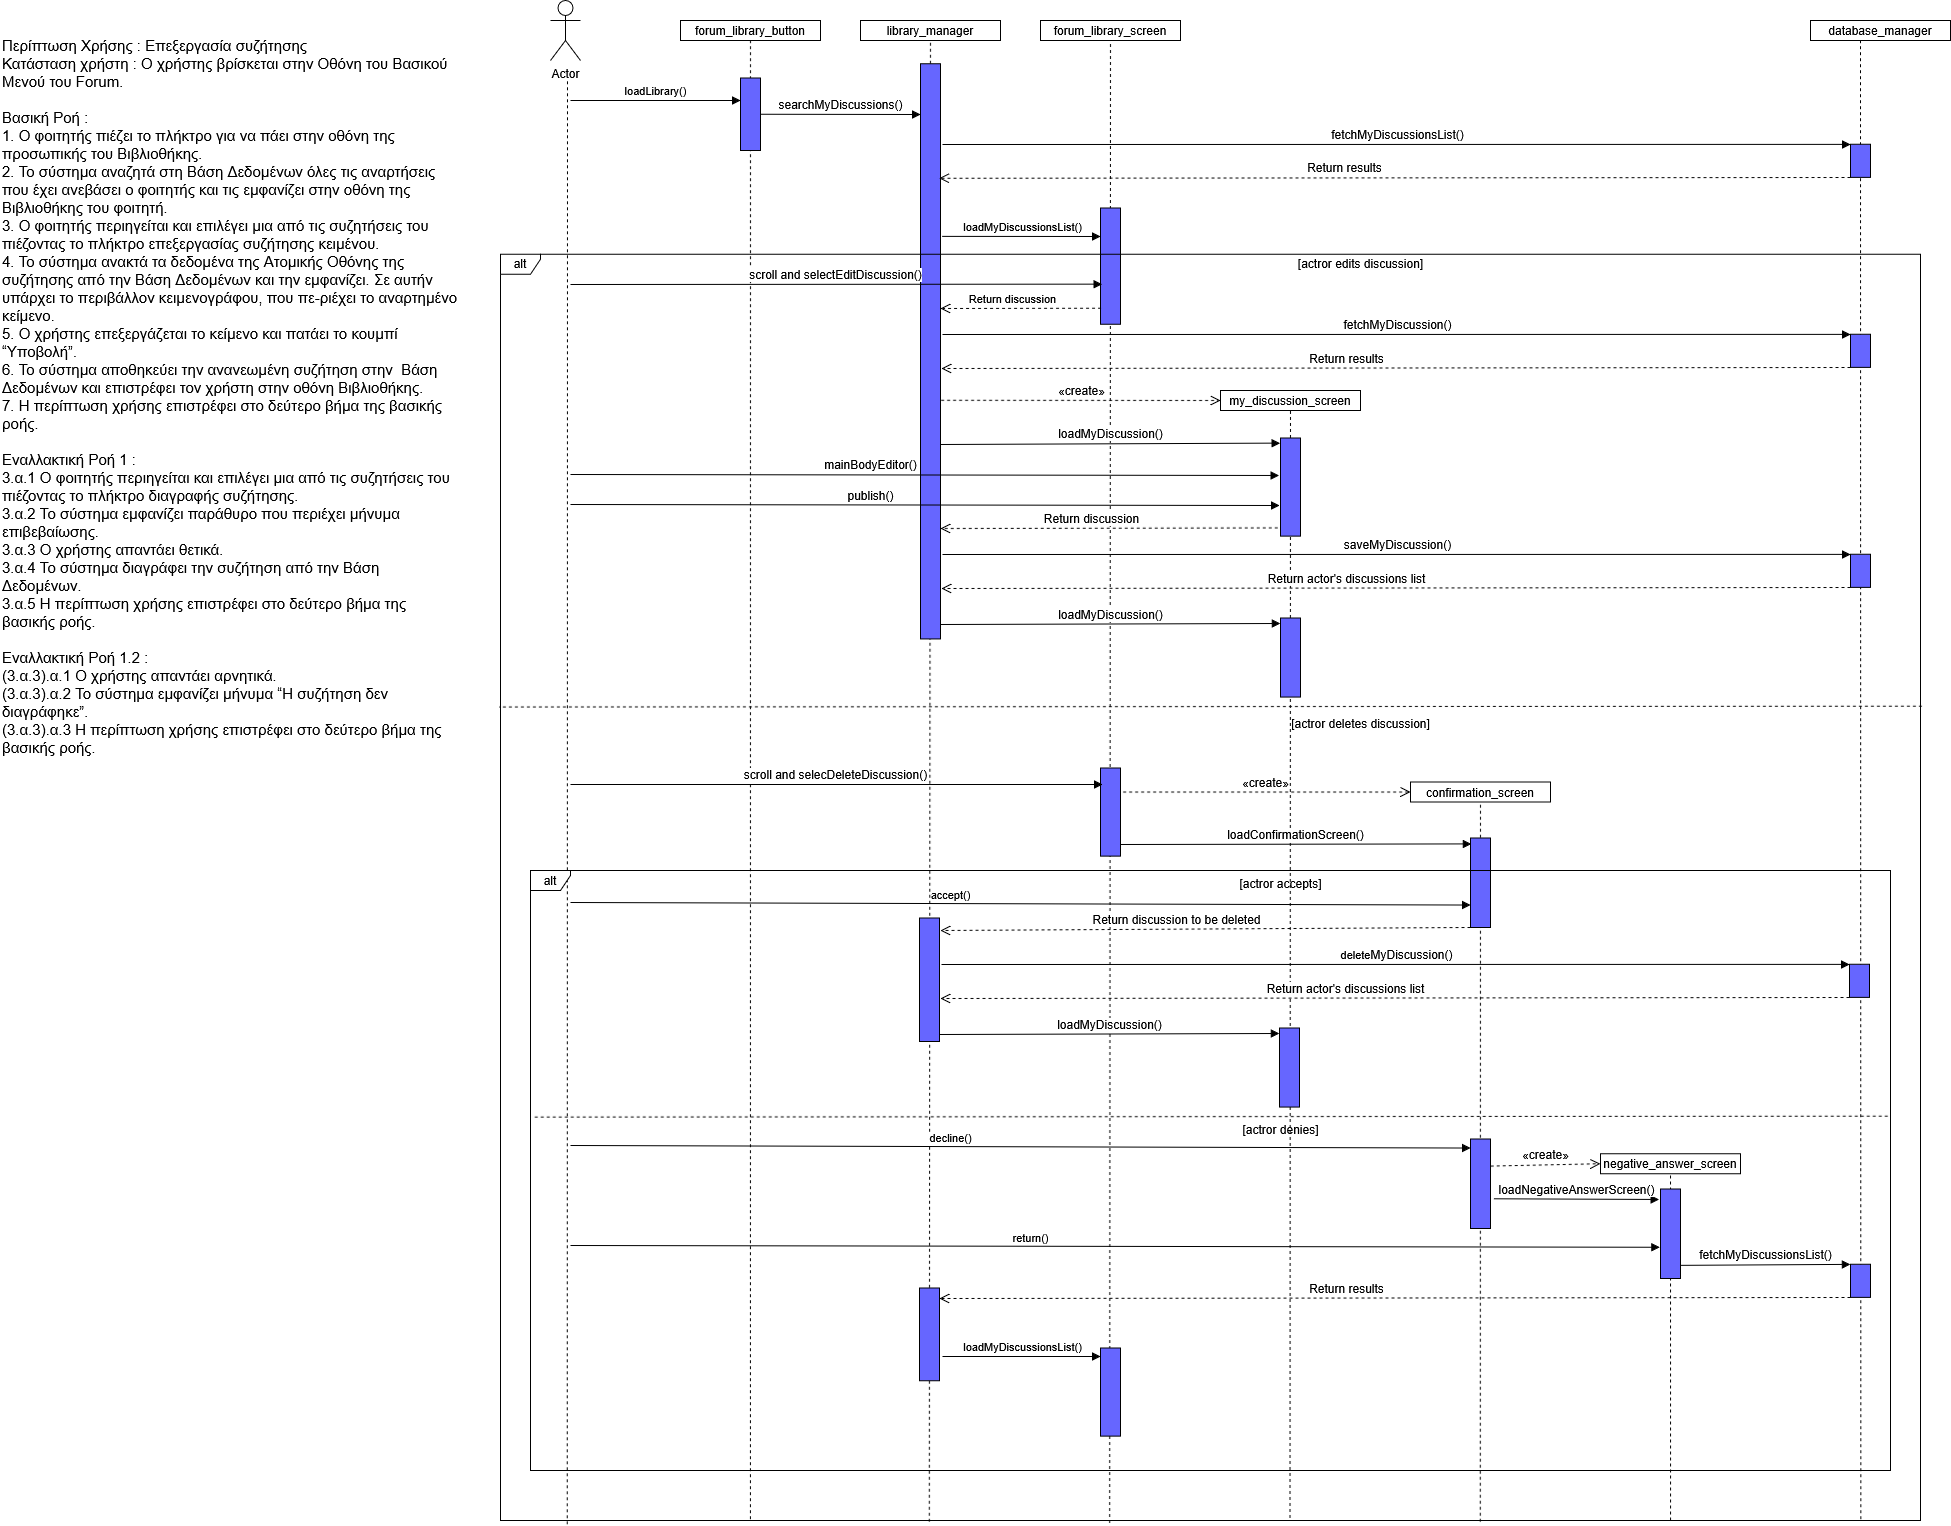 Περίπτωση Χρήσης : Επεξεργασία συζήτησης
Κατάσταση χρήστη : Ο χρήστης βρίσκεται στην Οθόνη του Βασικού
Μενού του Forum.
Βασική Ροή :
1. Ο φοιτητής πιέζει το πλήκτρο για να πάει στην οθόνη της
προσωπικής του Βιβλιοθήκης.
2. Το σύστημα αναζητά στη Βάση Δεδομένων όλες τις αναρτήσεις
που έχει ανεβάσει ο φοιτητής και τις εμφανίζει στην οθόνη της
Βιβλιοθήκης του φοιτητή.
3. Ο φοιτητής περιηγείται και επιλέγει μια από τις συζητήσεις του
πιέζοντας το πλήκτρο επεξεργασίας συζήτησης κειμένου.
4. Το σύστημα ανακτά τα δεδομένα της Ατομικής Οθόνης της
συζήτησης από την Βάση Δεδομένων και την εμφανίζει. Σε αυτήν
υπάρχει το περιβάλλον κειμενογράφου, που πε-ριέχει το αναρτημένο
κείμενο.
5. Ο χρήστης επεξεργάζεται το κείμενο και πατάει το κουμπί
“Υποβολή”.
6. Το σύστημα αποθηκεύει την ανανεωμένη συζήτηση στην  Βάση
Δεδομένων και επιστρέφει τον χρήστη στην οθόνη Βιβλιοθήκης.
7. Η περίπτωση χρήσης επιστρέφει στο δεύτερο βήμα της βασικής
ροής.
Εναλλακτική Ροή 1 :
3.α.1 Ο φοιτητής περιηγείται και επιλέγει μια από τις συζητήσεις του
πιέζοντας το πλήκτρο διαγραφής συζήτησης.
3.α.2 Το σύστημα εμφανίζει παράθυρο που περιέχει μήνυμα
επιβεβαίωσης.
3.α.3 Ο χρήστης απαντάει θετικά.
3.α.4 Το σύστημα διαγράφει την συζήτηση από την Βάση
Δεδομένων.
3.α.5 Η περίπτωση χρήσης επιστρέφει στο δεύτερο βήμα της
βασικής ροής.
Εναλλακτική Ροή 1.2 :
(3.α.3).α.1 Ο χρήστης απαντάει αρνητικά.
(3.α.3).α.2 Το σύστημα εμφανίζει μήνυμα “Η συζήτηση δεν
διαγράφηκε”.
(3.α.3).α.3 Η περίπτωση χρήσης επιστρέφει στο δεύτερο βήμα της
βασικής ροής.
Actor
forum_library_button
library_manager
forum_library_screen
database_manager
loadLibrary()
searchMyDiscussions()
fetchMyDiscussionsList()
Return results
loadMyDiscussionsList()
alt
[actror edits discussion]
scroll and selectEditDiscussion()
Return discussion
fetchMyDiscussion()
Return results
«create»
my_discussion_screen
loadMyDiscussion()
mainBodyEditor()
publish()
Return discussion
saveMyDiscussion()
Return actor's discussions list
loadMyDiscussion()
[actror deletes discussion]
scroll and selecDeleteDiscussion()
«create»
confirmation_screen
loadConfirmationScreen()
alt
[actror accepts]
accept()
Return discussion to be deleted
deleteMyDiscussion()
Return actor's discussions list
loadMyDiscussion()
[actror denies]
decline()
«create»
negative_answer_screen
loadNegativeAnswerScreen()
return()
fetchMyDiscussionsList()
Return results
loadMyDiscussionsList()